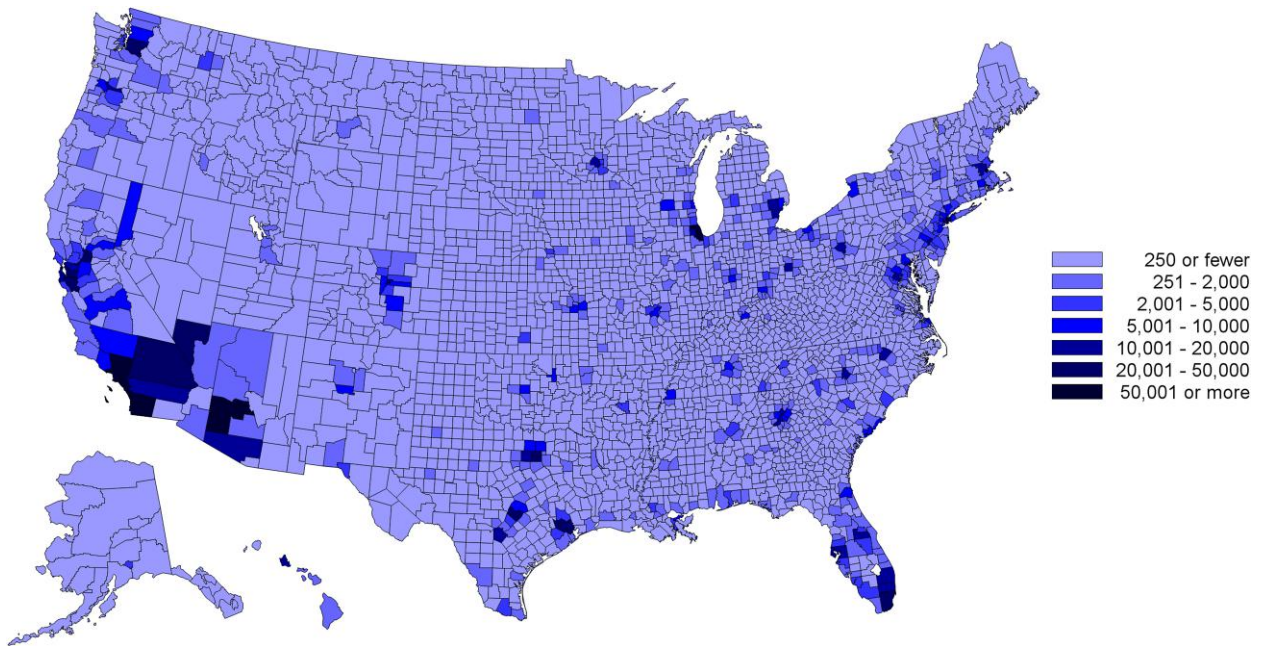 250 or fewer
251 - 2,000
2,001 - 5,000
5,001 - 10,000
10,001 - 20,000
20,001 - 50,000
50,001 or more